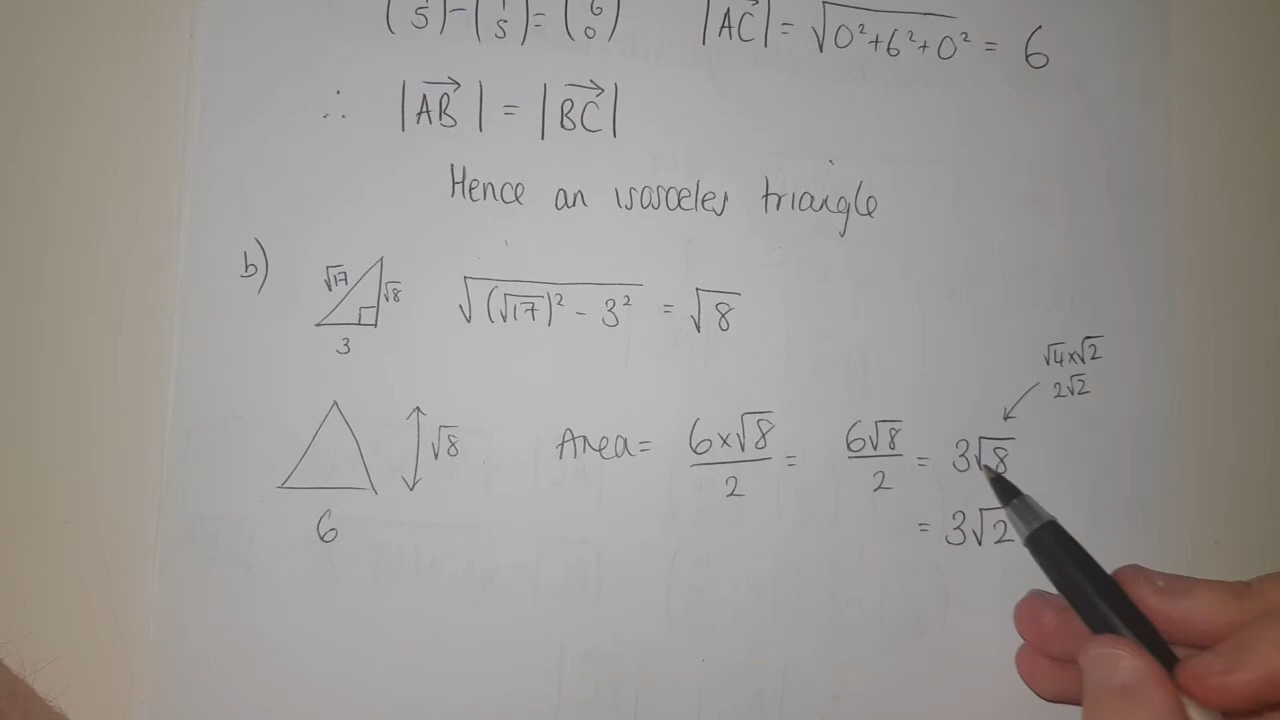 (5) - (5) = (6 0) |AC| = √0²+6²+0² = 6
∴ |AB| = |BC|
Hence an isosceles triangle
b) √17 √8 3 √(√17)² - 3² = √8
√4×√2
2√2
√8 6 Area = 6×√8/2 = 6√8/2 = 3√8
= 3√2